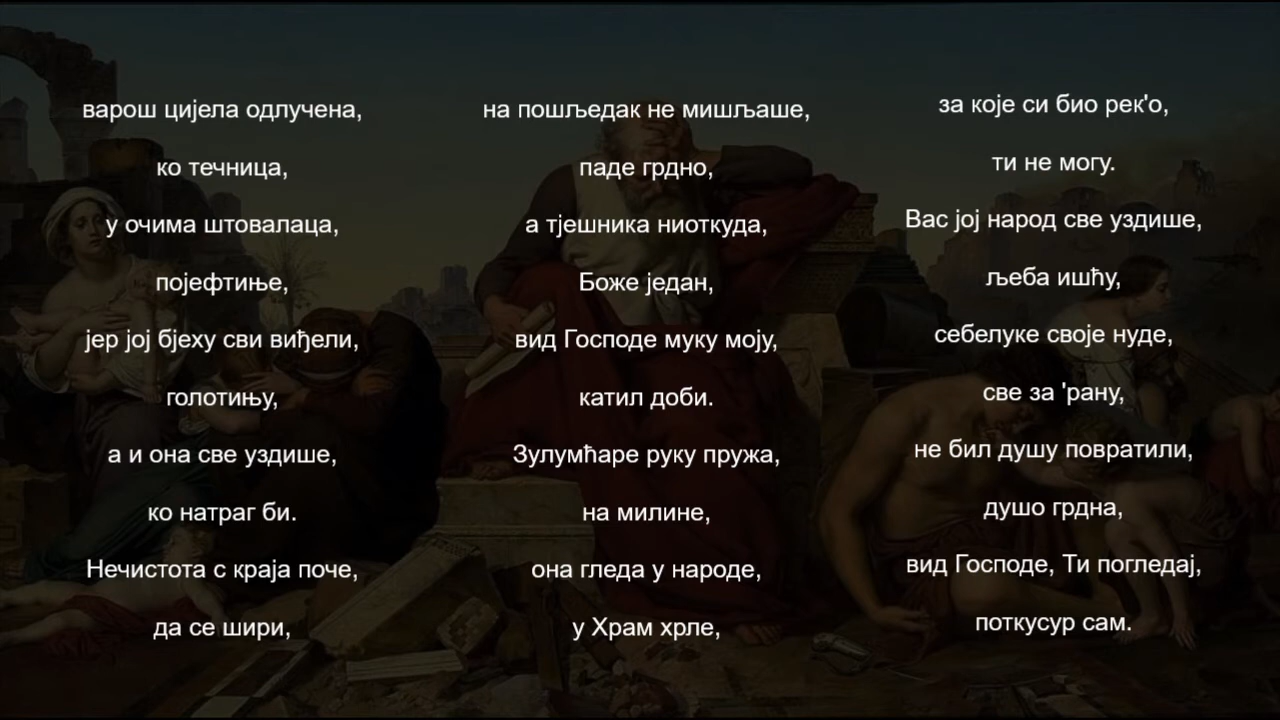 варош цијела одлучена,
ко течница,
у очима штовалаца,
појефтиње,
јер јој бјеху сви виђели,
голотињу,
а и она све уздише,
ко натраг би.
Нечистота с краја поче,
да се шири,
на пошљедак не мишљаше,
паде грдно,
а тјешника ниоткуда,
Боже један,
вид Господе муку моју,
катил доби.
Зулумћаре руку пружа,
на милине,
она гледа у народе,
у Храм хрле,
за које си био рек'о,
ти не могу.
Вас јој народ све уздише,
љеба ишћу,
себелуке своје нуде,
све за 'рану,
не бил душу повратили,
душо грдна,
вид Господе, Ти погледај,
поткусур сам.